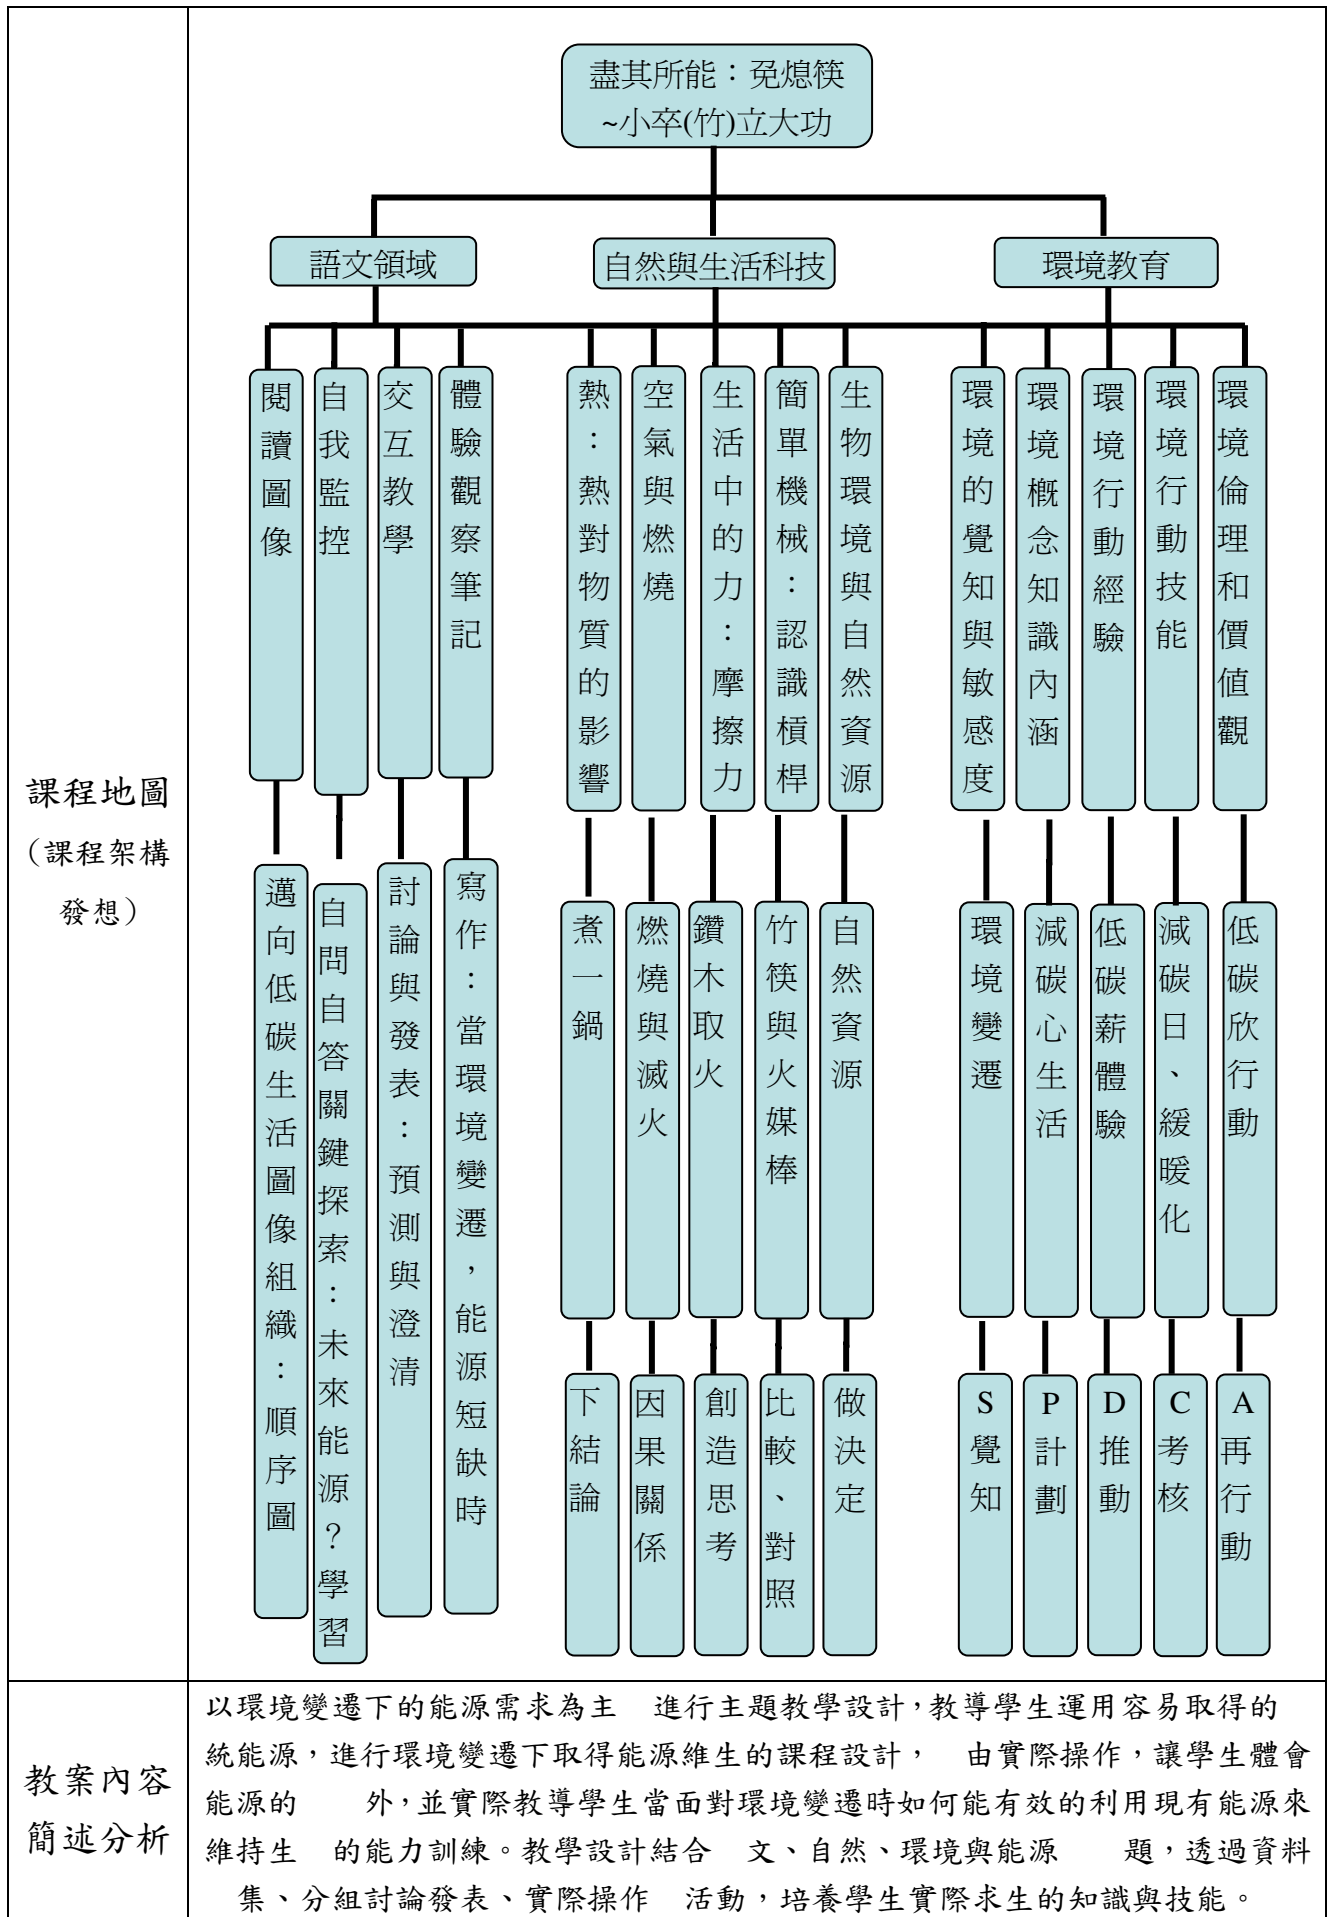 課程地圖
(課程架構
發想)
盡其所能：免熄筷
~小卒(竹)立大功
語文領域
自然與生活科技
環境教育
閱讀圖像
自我監控
交互教學
體驗觀察筆記
熱：熱對物質的影響
空氣與燃燒
生活中的力：摩擦力
簡單機械：認識槓桿
生物環境與自然資源
環境的覺知與敏感度
環境概念知識內涵
環境行動經驗
環境行動技能
環境倫理和價值觀
邁向低碳生活圖像組織：順序圖
自問自答關鍵探索：未來能源？學習
討論與發表：預測與澄清
寫作：當環境變遷，能源短缺時
煮一鍋
燃燒與滅火
鑽木取火
竹筷與火媒棒
自然資源
環境變遷
減碳心生活
低碳薪體驗
減碳日、緩暖化
低碳欣行動
下結論
因果關係
創造思考
比較、對照
做決定
S覺知
P計劃
D推動
C考核
A再行動
教案內容
簡述分析
以環境變遷下的能源需求為主 進行主題教學設計，教導學生運用容易取得的
統能源，進行環境變遷下取得能源維生的課程設計， 由實際操作，讓學生體會
能源的 外，並實際教導學生當面對環境變遷時如何能有效的利用現有能源來
維持生 的能力訓練。教學設計結合 文、自然、環境與能源 題，透過資料
集、分組討論發表、實際操作 活動，培養學生實際求生的知識與技能。